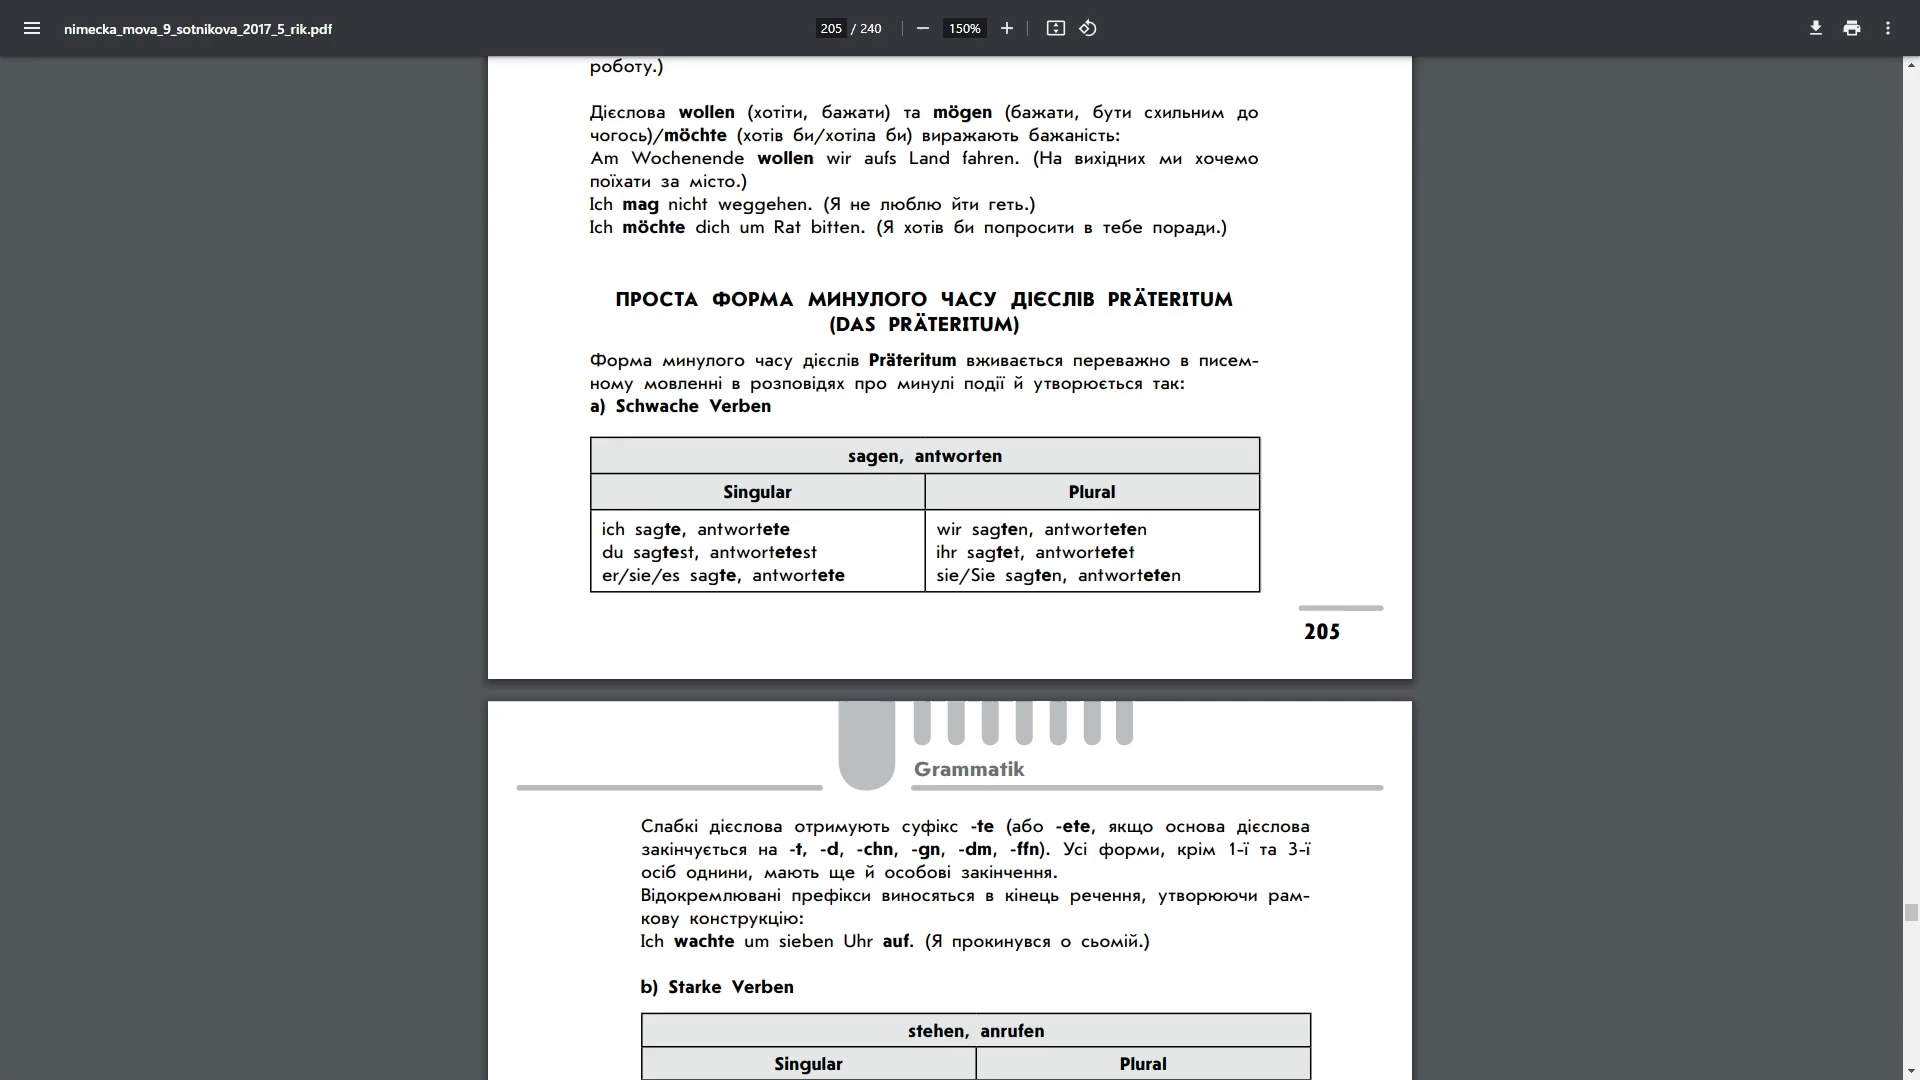 nimecka_mova_9_sotnikova_2017_5_rik.pdf
205 / 240
150%
роботу.)
Дієслова wollen (хотіти, бажати) та mögen (бажати, бути схильним до
чогось)/möchte (хотів би/хотіла би) виражають бажаність:
Am Wochenende wollen wir aufs Land fahren. (На вихідних ми хочемо
поїхати за місто.)
Ich mag nicht weggehen. (Я не люблю йти геть.)
Ich möchte dich um Rat bitten. (Я хотів би попросити в тебе поради.)
ПРОСТА ФОРМА МИНУЛОГО ЧАСУ ДІЄСЛІВ PRÄTERITUM
(DAS PRÄTERITUM)
Форма минулого часу дієслів Präteritum вживається переважно в писем-
ному мовленні в розповідях про минулі події й утворюється так:
a) Schwache Verben
sagen, antworten
Singular
Plural
ich sagte, antwortete
du sagtest, antwortetest
er/sie/es sagte, antwortete
wir sagten, antworteten
ihr sagtet, antwortetet
sie/Sie sagten, antworteten
205
Grammatik
Слабкі дієслова отримують суфікс -te (або -ete, якщо основа дієслова
закінчується на -t, -d, -chn, -gn, -dm, -ffn). Усі форми, крім 1-ї та 3-ї
осіб однини, мають ще й особові закінчення.
Відокремлювані префікси виносяться в кінець речення, утворюючи рам-
кову конструкцію:
Ich wachte um sieben Uhr auf. (Я прокинувся о сьомій.)
b) Starke Verben
stehen, anrufen
Singular
Plural